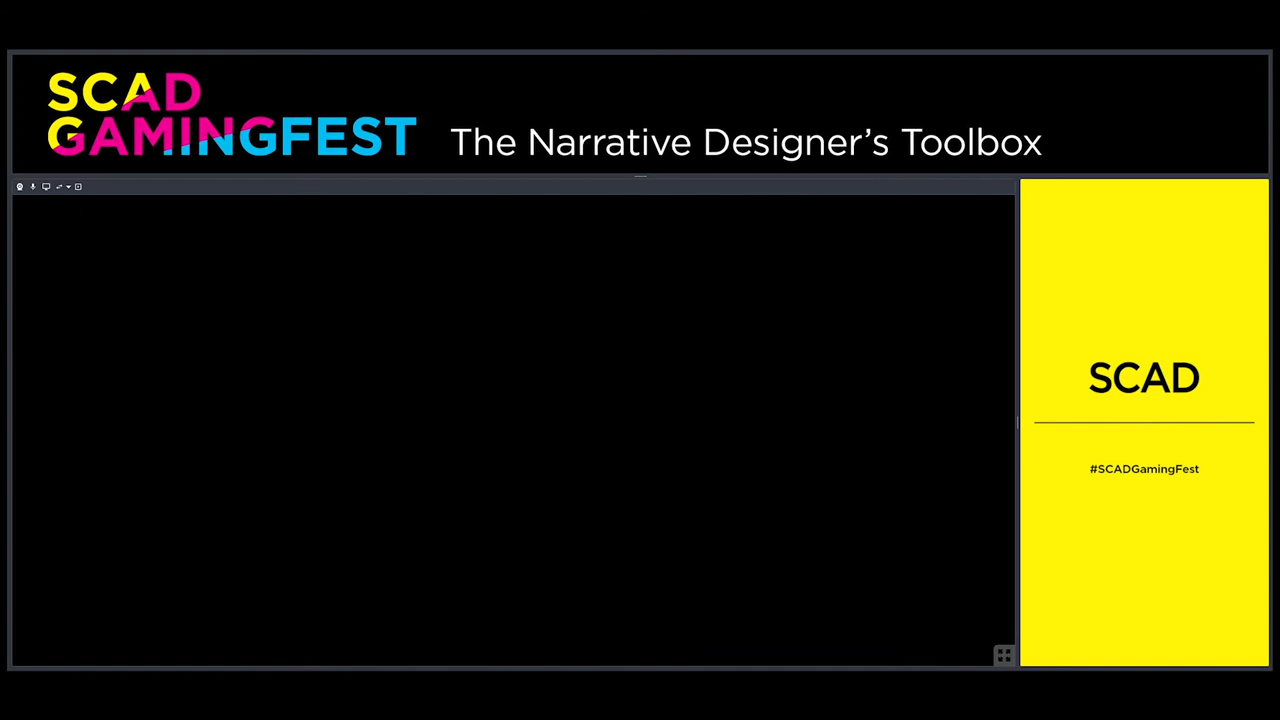 SCAD
GAMINGFEST
The Narrative Designer's Toolbox
SCAD
#SCADGamingFest